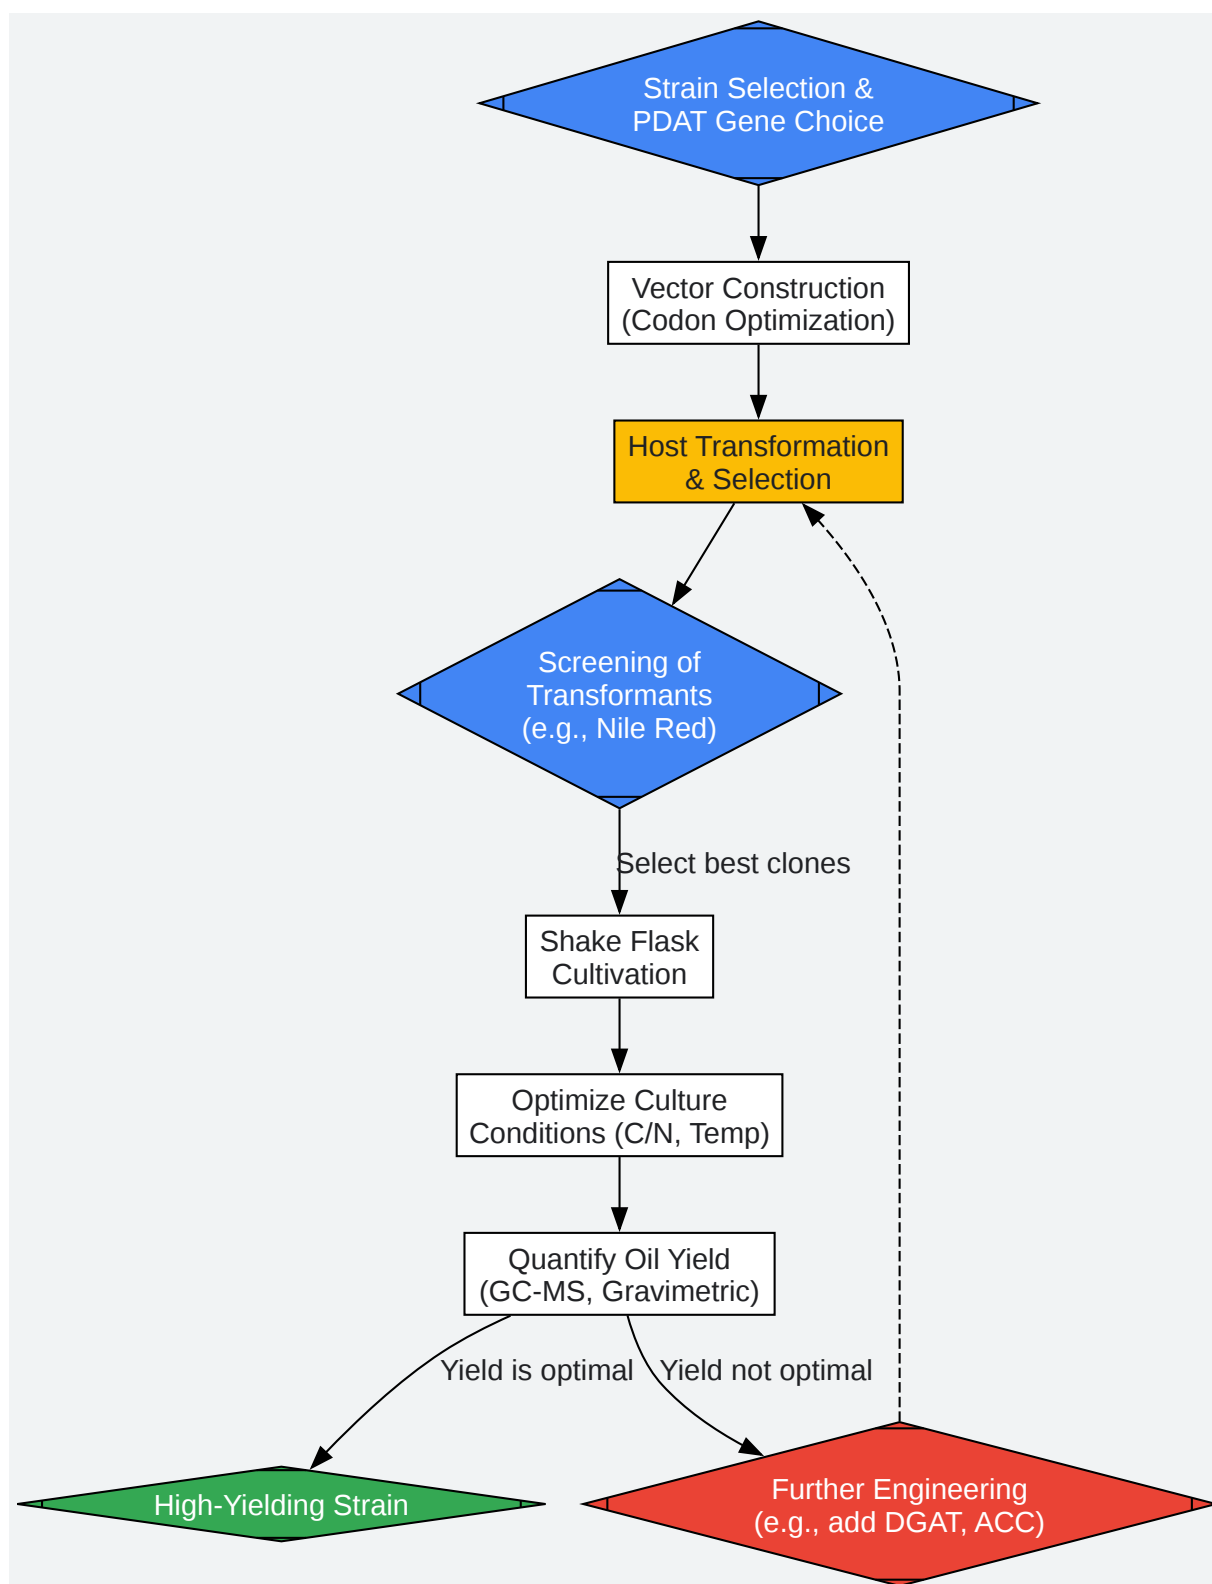 Strain Selection &
PDAT Gene Choice
Vector Construction
(Codon Optimization)
Host Transformation
& Selection
Screening of
Transformants
(e.g., Nile Red)
Select best clones
Shake Flask
Cultivation
Optimize Culture
Conditions (C/N, Temp)
Quantify Oil Yield
(GC-MS, Gravimetric)
Yield is optimal
Yield not optimal
High-Yielding Strain
Further Engineering
(e.g., add DGAT, ACC)